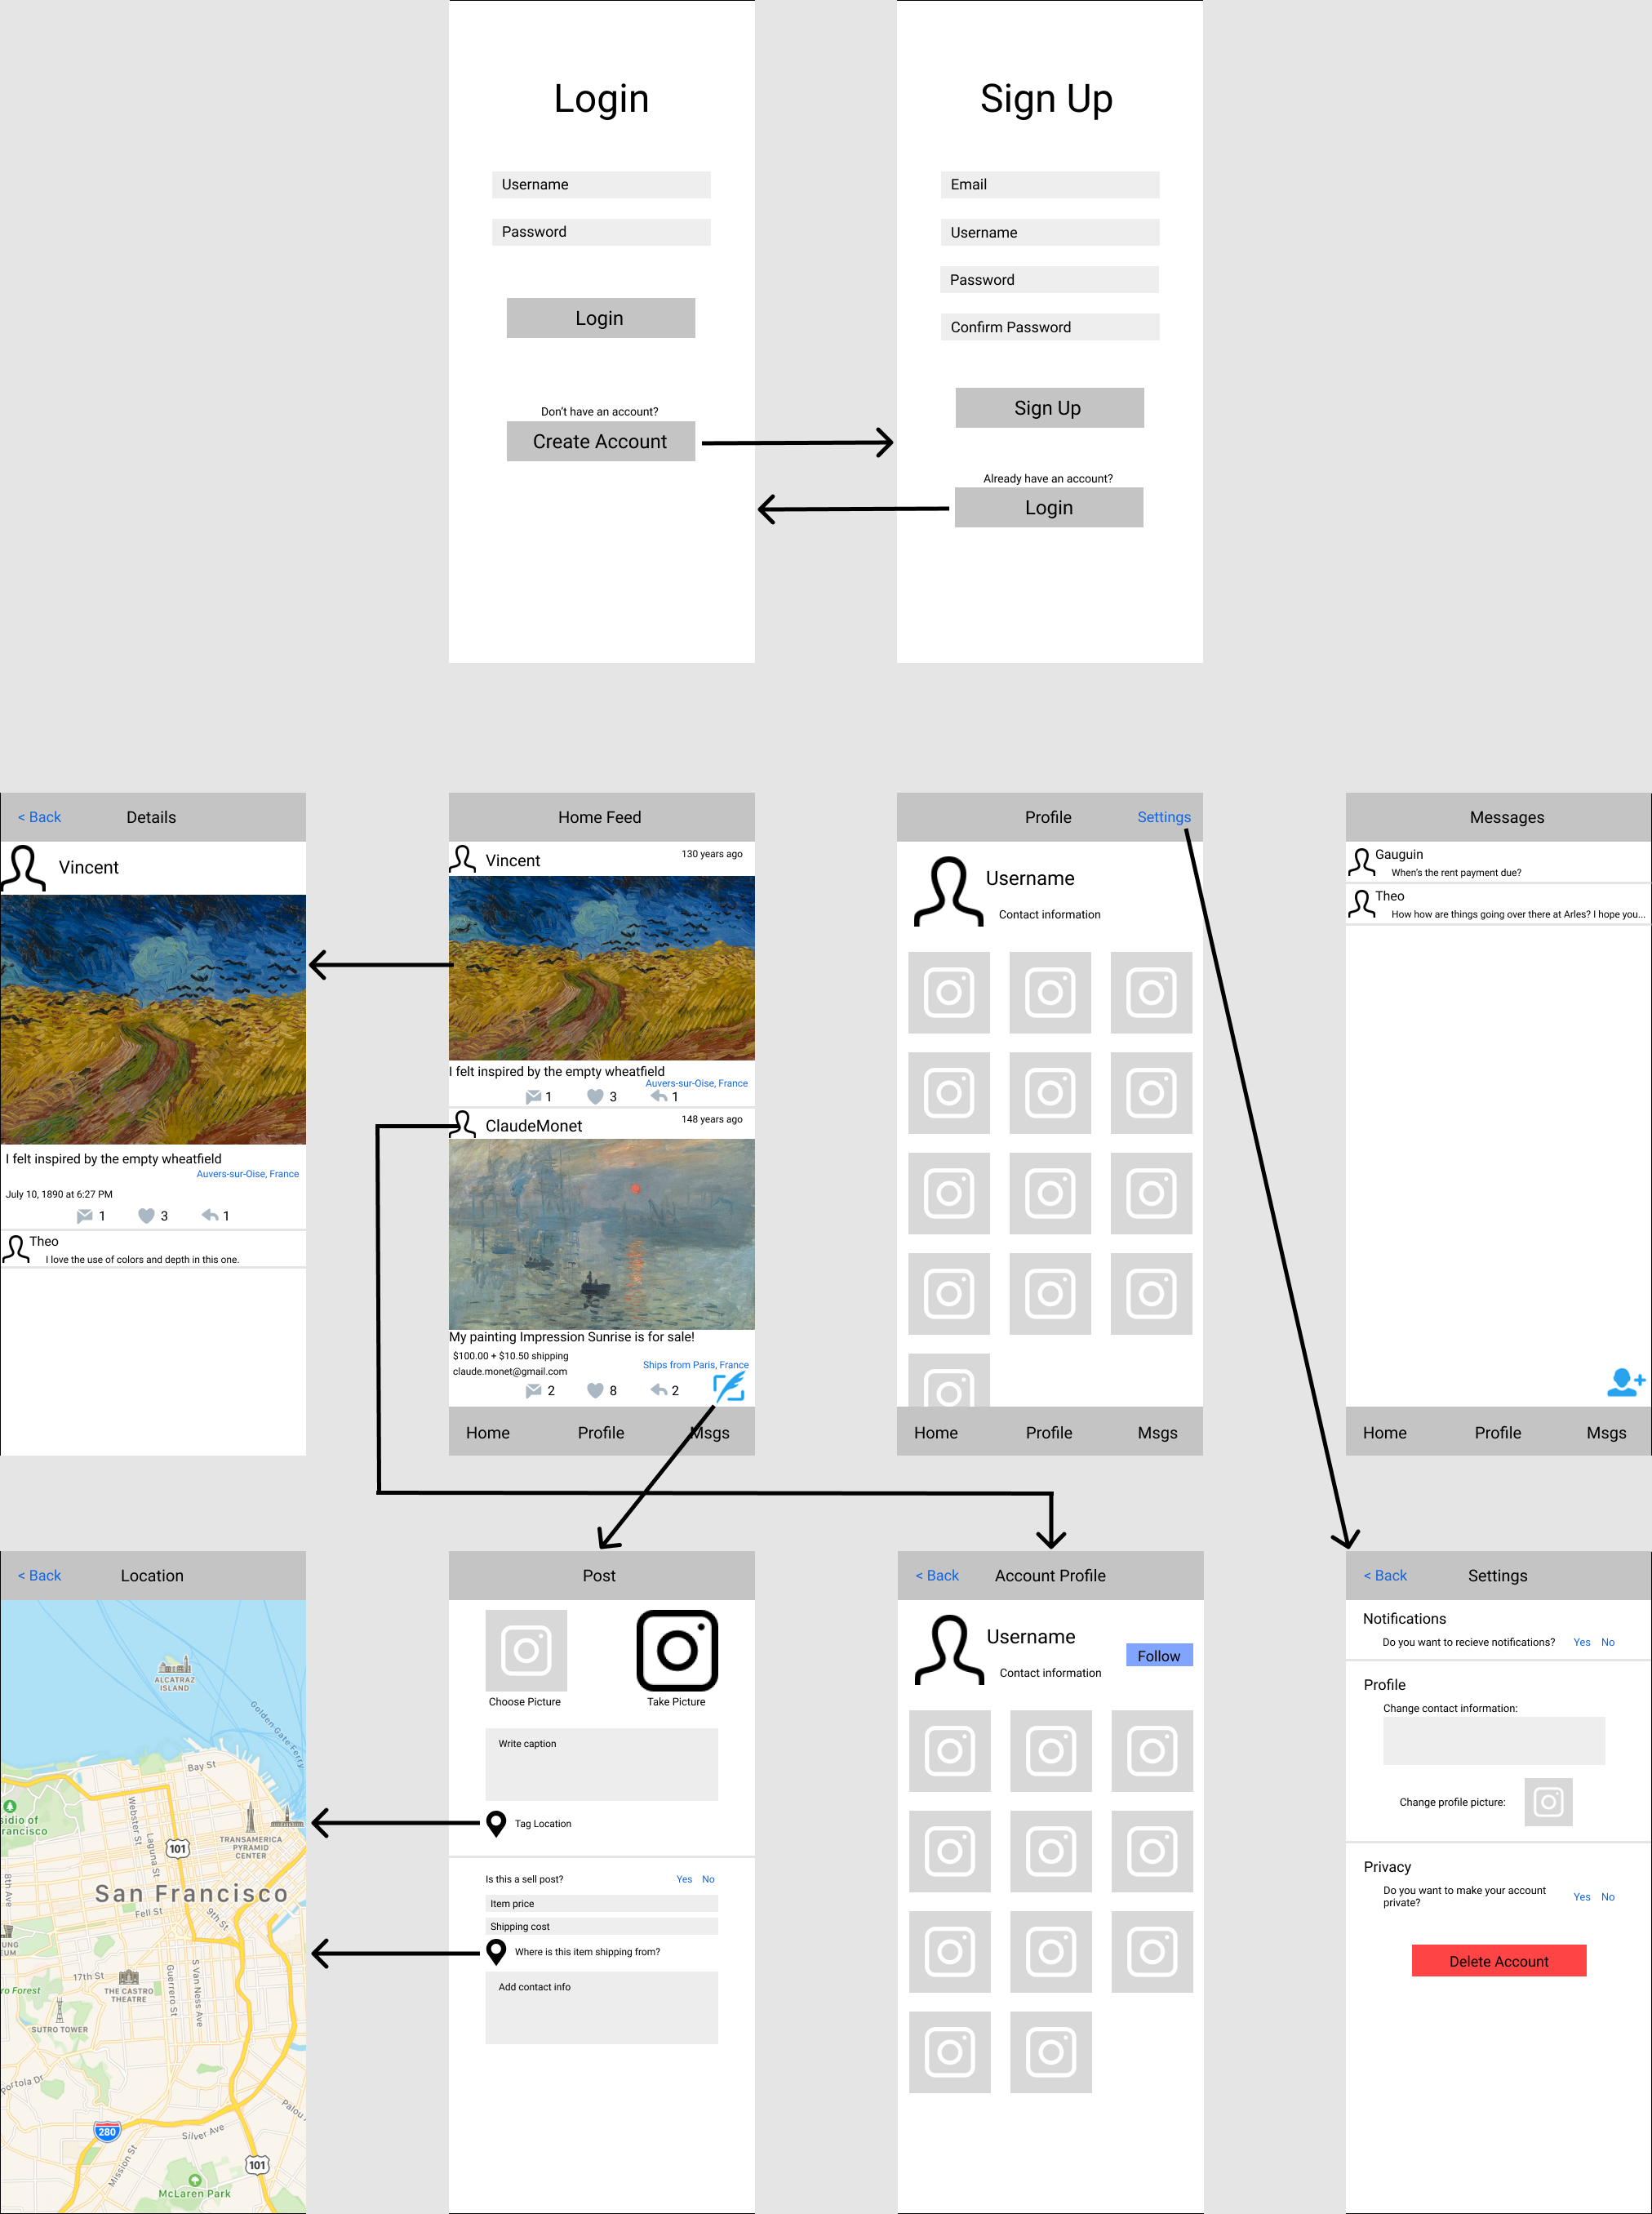 Login
Username
Password
Login
Don't have an account?
Create Account
Sign Up
Email
Username
Password
Confirm Password
Sign Up
Already have an account?
Login
< Back
Details
Vincent
I felt inspired by the empty wheatfield
Auvers-sur-Oise, France
July 10, 1890 at 6:27 PM
1 3 1
Theo
I love the use of colors and depth in this one.
Home Feed
Vincent
130 years ago
I felt inspired by the empty wheatfield
Auvers-sur-Oise, France
1 3 1
ClaudeMonet
148 years ago
My painting Impression Sunrise is for sale!
$100.00 + $10.50 shipping
Ships from Paris, France
claude.monet@gmail.com
2 8 2
Home Profile Msgs
Profile
Settings
Username
Contact information
Home Profile Msgs
Messages
Gauguin
When's the rent payment due?
Theo
How how are things going over there at Arles? I hope you...
Home Profile Msgs
< Back
Location
ALCATRAZ
ISLAND
Golden Gate Ferry
Bay St
sidio of
rancisco
Webster St
Laguna St
101
TRANSAMERICA
PYRAMID
CENTER
8th Ave
San Francisco
Fell St
9th St
UNG
EUM
17th St
THE CASTRO
THEATRE
Guerrero St
S Van Ness Ave
ro Forest
SUTRO TOWER
Portola Dr
280
Silver Ave
Palou
Mission St
101
McLaren Park
Post
Choose Picture
Take Picture
Write caption
Tag Location
Is this a sell post?
Yes No
Item price
Shipping cost
Where is this item shipping from?
Add contact info
< Back
Account Profile
Username
Follow
Contact information
< Back
Settings
Notifications
Do you want to recieve notifications?
Yes No
Profile
Change contact information:
Change profile picture:
Privacy
Do you want to make your account
private?
Yes No
Delete Account